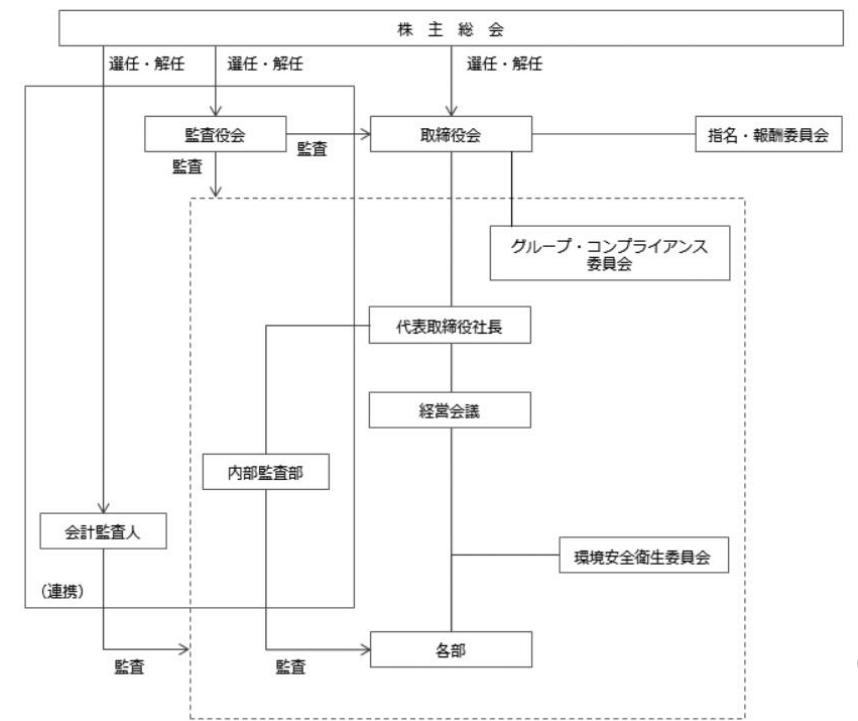 株 主 総 会
選任・解任
選任・解任
選任・解任
監査役会
監査
取締役会
指名・報酬委員会
監査
グループ・コンプライアンス
委員会
代表取締役社長
経営会議
内部監査部
会計監査人
環境安全衛生委員会
（連携）
各部
監査
監査